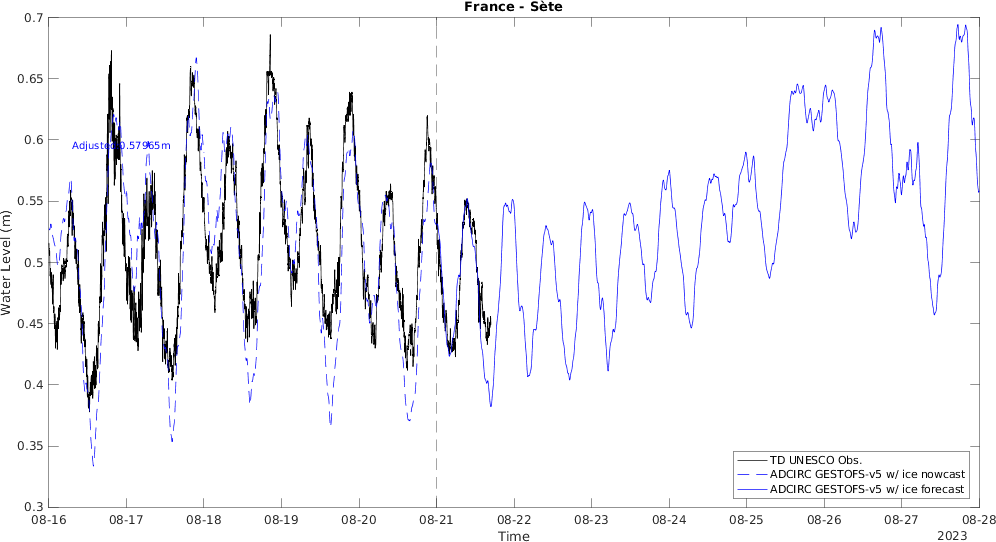 France - Sète
0.7
0.65
0.6
0.55
0.5
0.45
0.4
0.35
0.3
Water Level (m)
Adjusted 0.57965m
TD UNESCO Obs.
ADCIRC GESTOFS-v5 w/ ice nowcast
ADCIRC GESTOFS-v5 w/ ice forecast
08-16 08-17 08-18 08-19 08-20 08-21 08-22 08-23 08-24 08-25 08-26 08-27 08-28
Time
2023